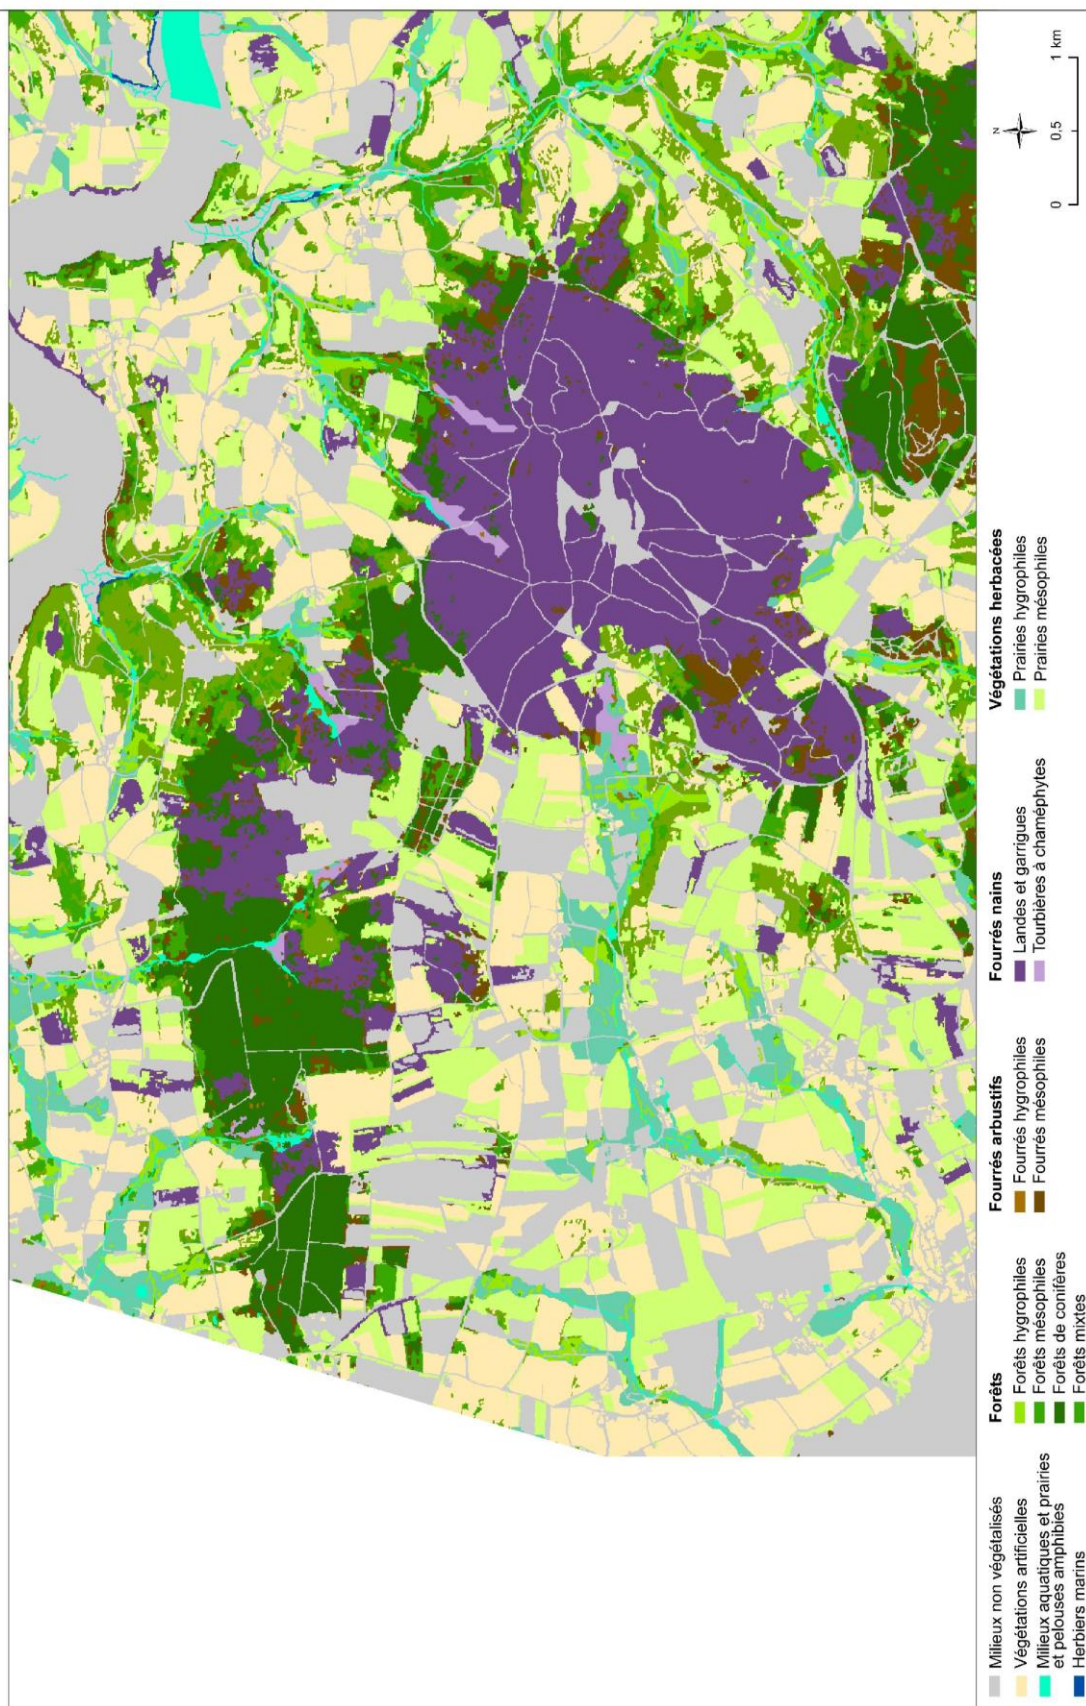 Milieux non végétalisés
Végétations artificielles
Milieux aquatiques et prairies
et pelouses amphibies
Herbiers marins
Forêts
Forêts hygrophiles
Forêts mésophiles
Forêts de conifères
Forêts mixtes
Fourrés arbustifs
Fourrés hygrophiles
Fourrés mésophiles
Fourrés nains
Landes et garrigues
Tourbières à chaméphytes
Végétations herbacées
Prairies hygrophiles
Prairies mésophiles
N
0 0.5 1 km